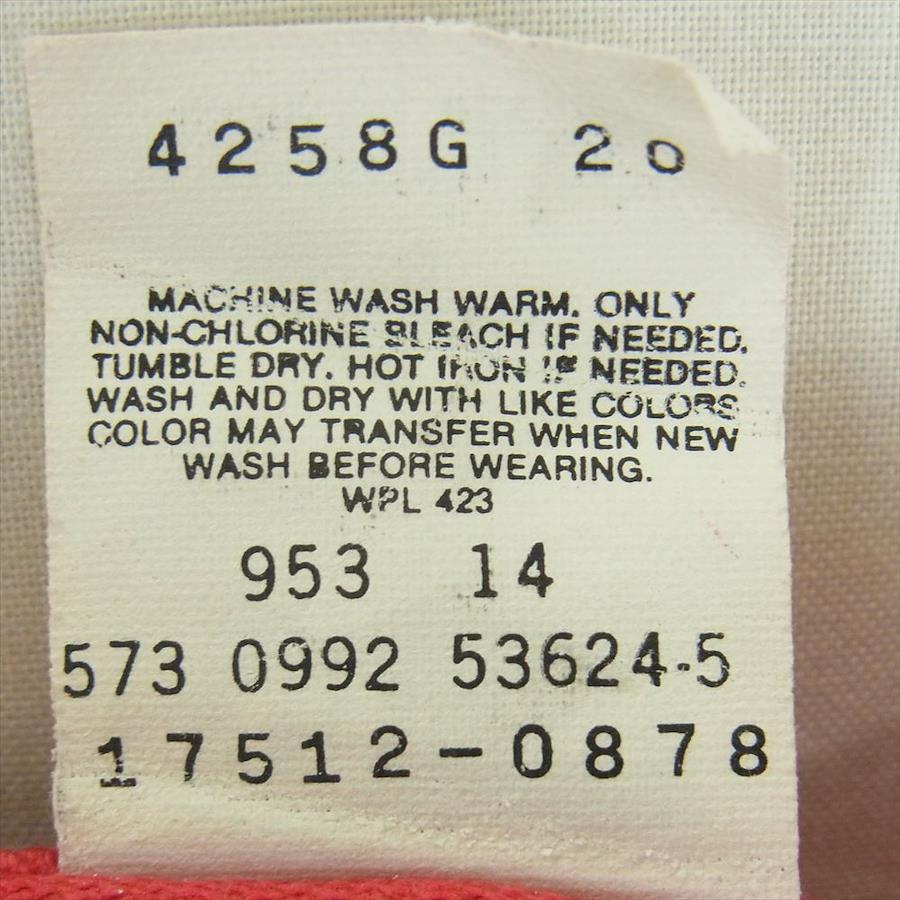 4258G 20
MACHINE WASH WARM. ONLY
NON-CHLORINE BLEACH IF NEEDED.
TUMBLE DRY. HOT IRON IF NEEDED.
WASH AND DRY WITH LIKE COLORS
COLOR MAY TRANSFER WHEN NEW
WASH BEFORE WEARING.
WPL 423
953 14
573 0992 53624-5
17512-0878